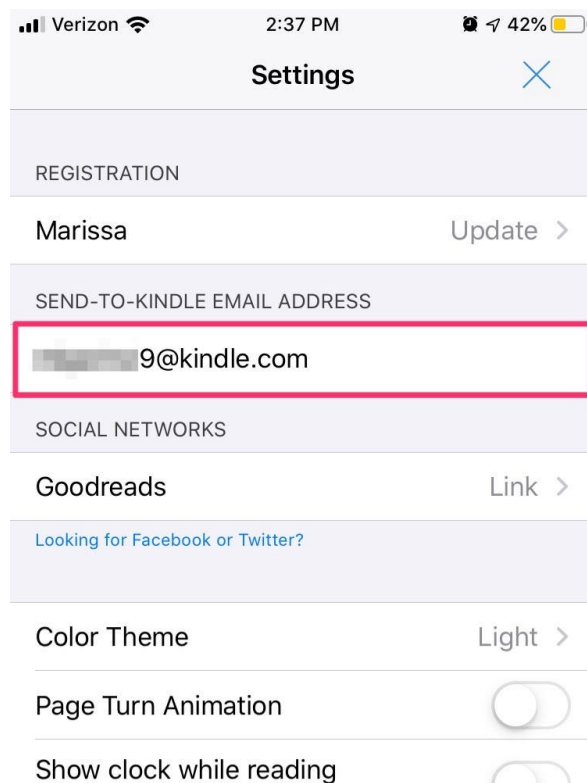 Verizon 2:37 PM 42%
Settings
REGISTRATION
Marissa Update
SEND-TO-KINDLE EMAIL ADDRESS
9@kindle.com
SOCIAL NETWORKS
Goodreads Link
Looking for Facebook or Twitter?
Color Theme Light
Page Turn Animation
Show clock while reading